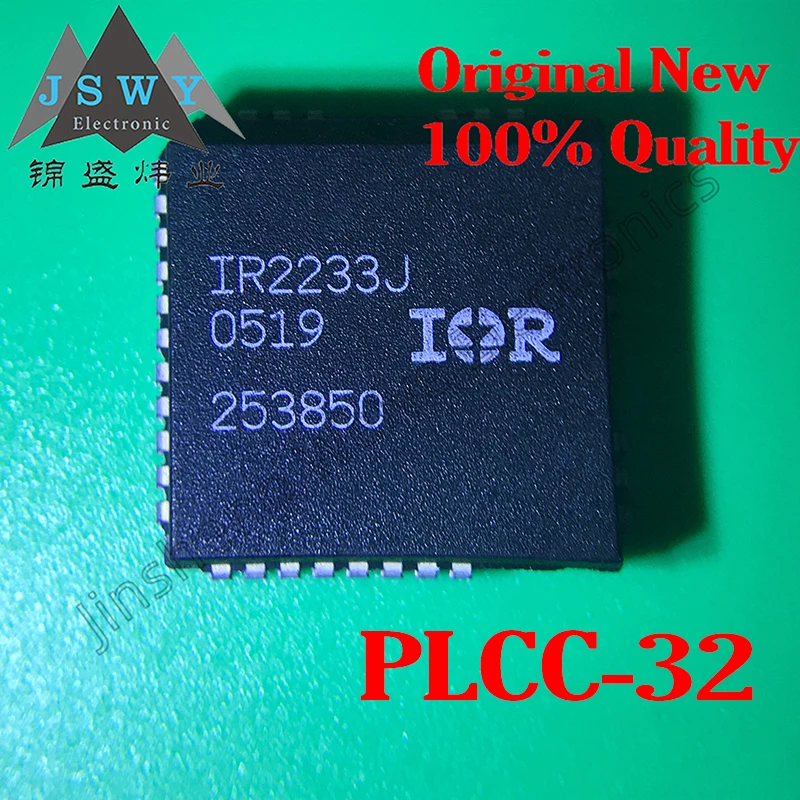 JSWY
Electronic
锦盛炜业
Original New
100% Quality
IR2233J
0519
IOR
253850
PLCC-32